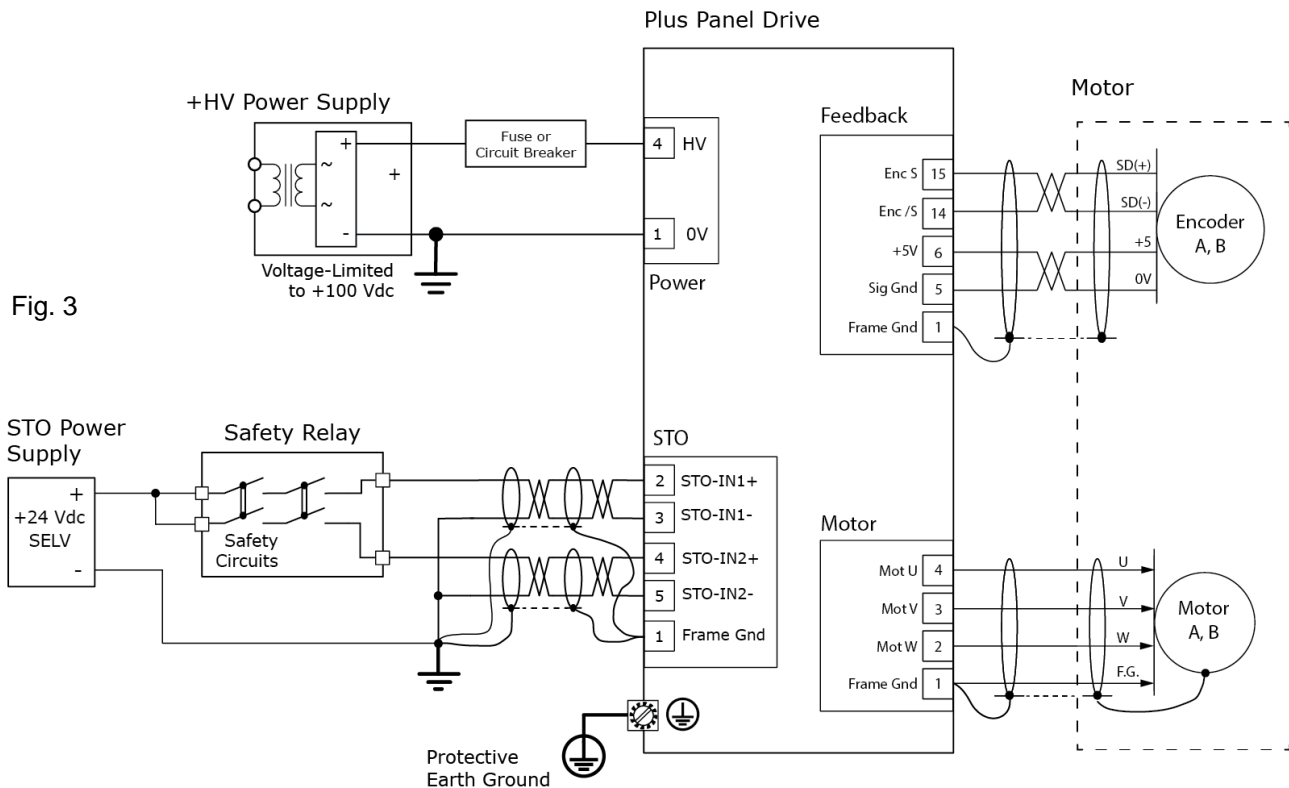 Plus Panel Drive
+HV Power Supply
+
~
~
-
+
Voltage-Limited
to +100 Vdc
Fuse or
Circuit Breaker
4 HV
1 0V
Power
Fig. 3
Feedback
Enc S 15
Enc /S 14
+5V 6
Sig Gnd 5
Frame Gnd 1
Motor
SD(+)
SD(-)
+5
0V
Encoder
A, B
STO Power
Supply
+
+24 Vdc
SELV
-
Safety Relay
Safety
Circuits
STO
2 STO-IN1+
3 STO-IN1-
4 STO-IN2+
5 STO-IN2-
1 Frame Gnd
Motor
Mot U 4
Mot V 3
Mot W 2
Frame Gnd 1
U
V
W
F.G.
Motor
A, B
Protective
Earth Ground